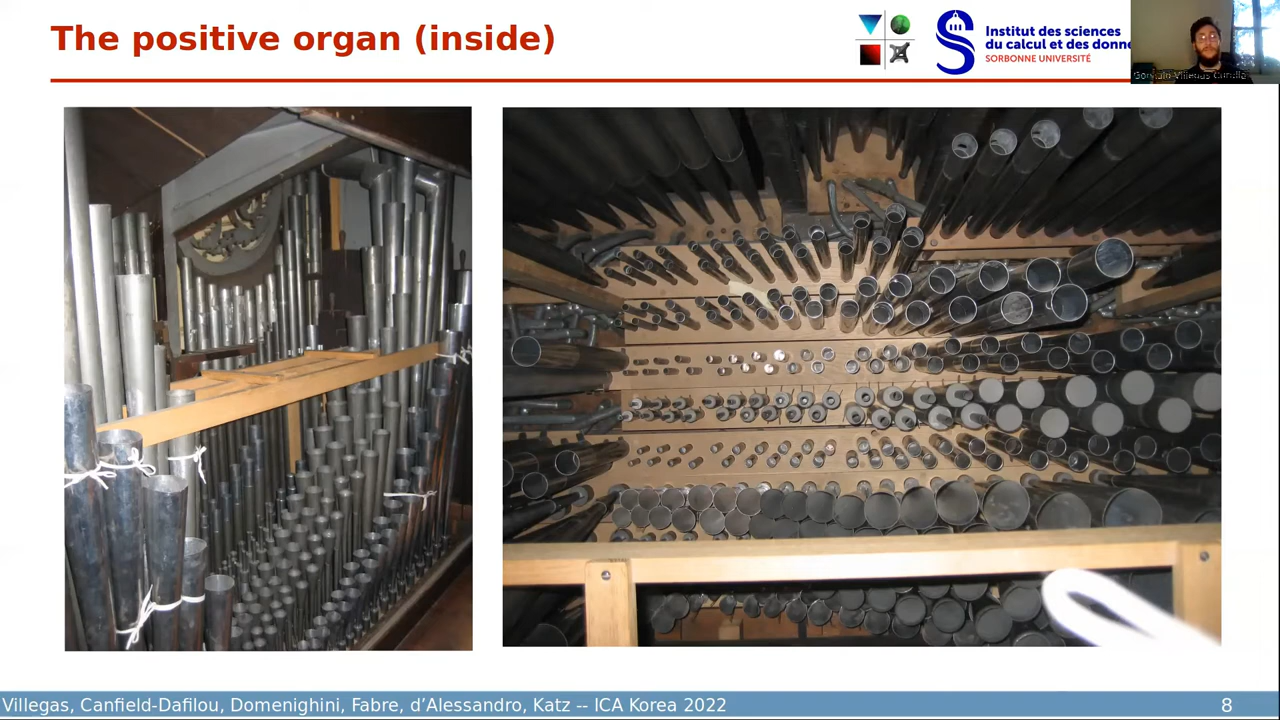 The positive organ (inside)
Institut des sciences
du calcul et des donne
SORBONNE UNIVERSITÉ
Gonzalo Villegas Curulla
Villegas, Canfield-Dafilou, Domenighini, Fabre, d’Alessandro, Katz -- ICA Korea 2022
8